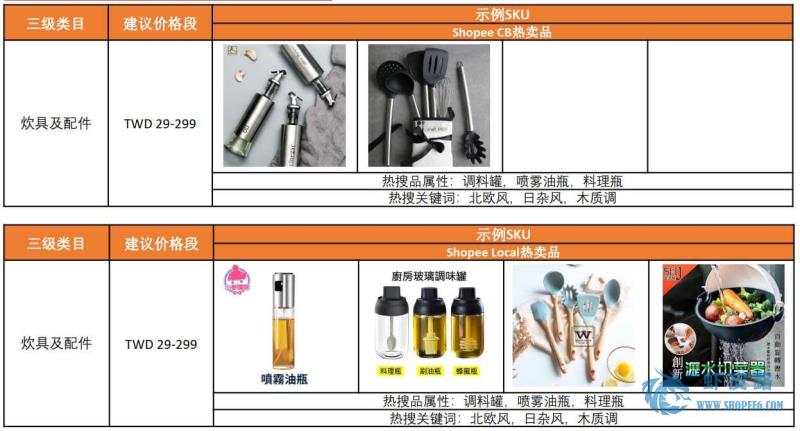 三级类目
建议价格段
示例SKU
Shopee CB热卖品
炊具及配件
TWD 29-299
热搜品属性：调料罐，喷雾油瓶，料理瓶
热搜关键词：北欧风，日杂风，木质调
三级类目
建议价格段
示例SKU
Shopee Local热卖品
炊具及配件
TWD 29-299
噴霧油瓶
廚房玻璃調味罐
料理瓶
刷油瓶
蜂蜜瓶
W
創新
瀝水切菜器
自動旋轉瀝水
热搜品属性：调料罐，喷雾油瓶，料理瓶
热搜关键词：北欧风，日杂风，木质调
WWW.SHOPEE6.COM